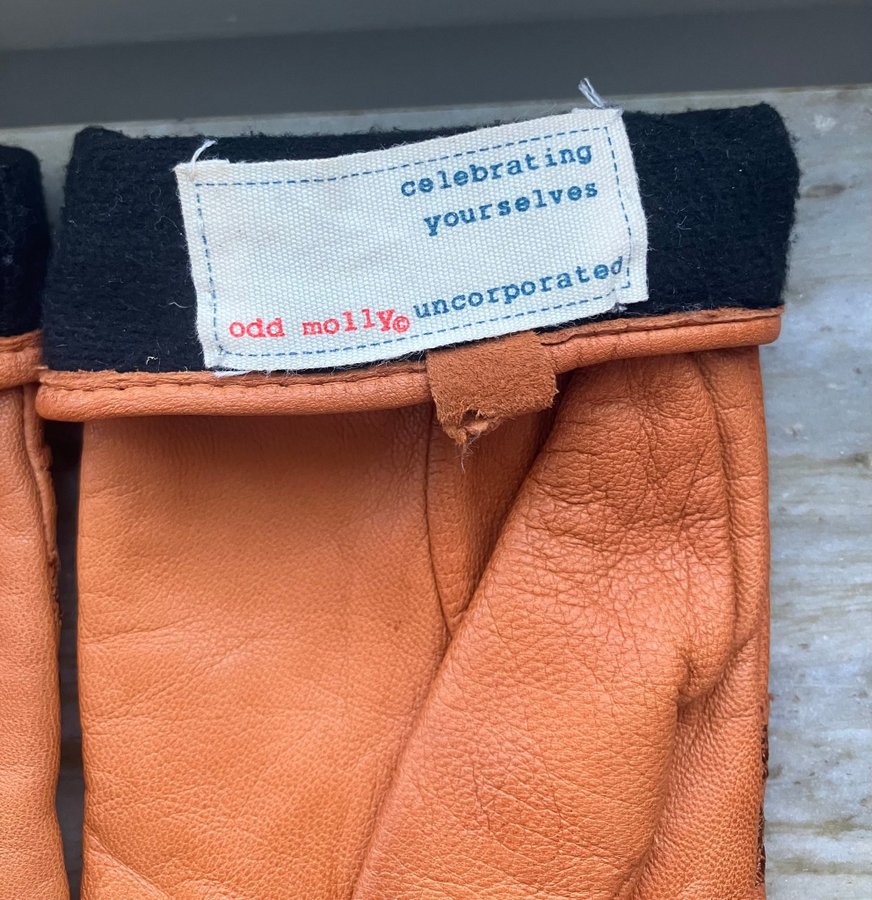 celebrating
yourselves
odd molly© uncorporated